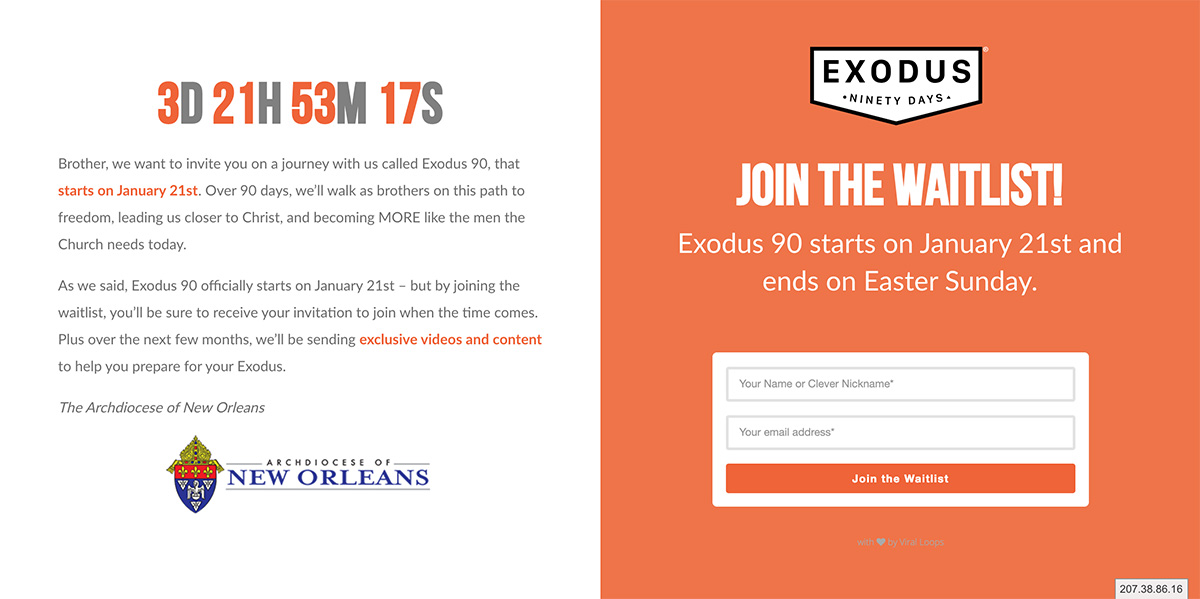 3D 21H 53M 17S
Brother, we want to invite you on a journey with us called Exodus 90, that
starts on January 21st. Over 90 days, we’ll walk as brothers on this path to
freedom, leading us closer to Christ, and becoming MORE like the men the
Church needs today.
As we said, Exodus 90 officially starts on January 21st – but by joining the
waitlist, you’ll be sure to receive your invitation to join when the time comes.
Plus over the next few months, we’ll be sending exclusive videos and content
to help you prepare for your Exodus.
The Archdiocese of New Orleans
ARCHDIOCESE OF
NEW ORLEANS
EXODUS®
• NINETY DAYS •
JOIN THE WAITLIST!
Exodus 90 starts on January 21st and
ends on Easter Sunday.
Your Name or Clever Nickname*
Your email address*
Join the Waitlist
with ♥ by Viral Loops
207.38.86.16